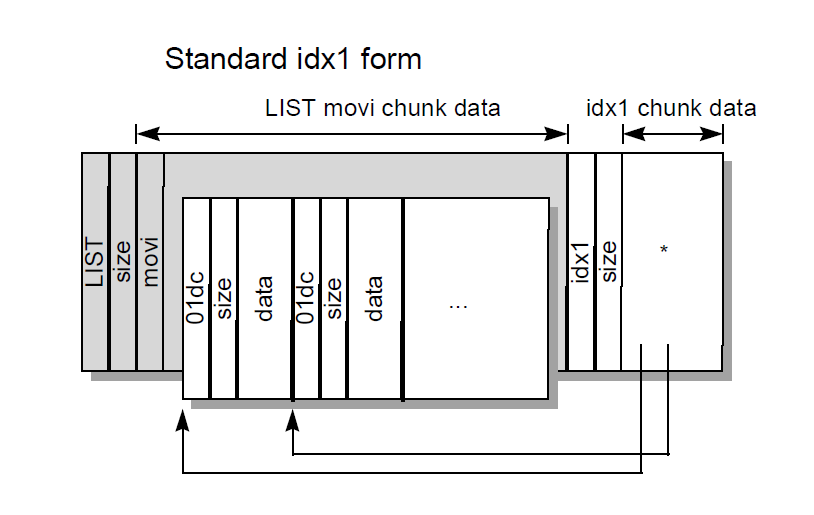 Standard idx1 form
LIST movi chunk data
idx1 chunk data
LIST
size
movi
01dc
size
data
01dc
size
data
...
idx1
size
*